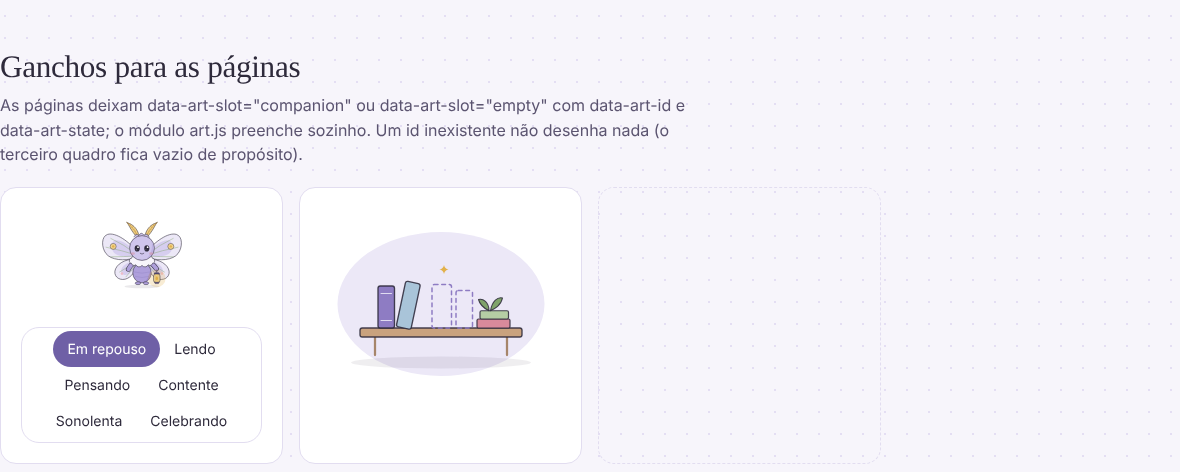 Ganchos para as páginas
As páginas deixam data-art-slot="companion" ou data-art-slot="empty" com data-art-id e
data-art-state; o módulo art.js preenche sozinho. Um id inexistente não desenha nada (o
terceiro quadro fica vazio de propósito).
Em repouso Lendo
Pensando Contente
Sonolenta Celebrando